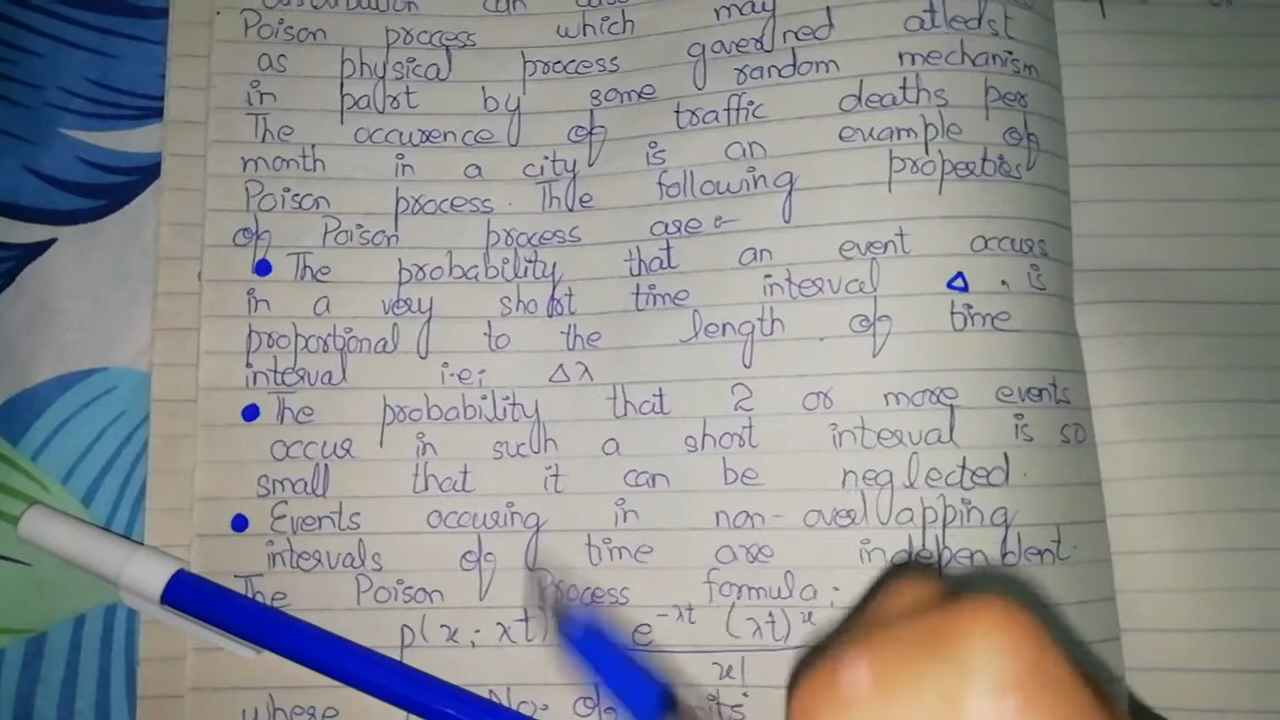 Poison process which may atleast
as physical process governed
in part by some random mechanism
The occurence of traffic deaths per
month in a city is an example of
Poison process. The following properties
of Poison process are:-
• The probability that an event occurs
in a very short time interval Δ, is
proportional to the length of time
interval i.e; Δλ
• The probability that 2 or more events
occur in such a short interval is so
small that it can be neglected.
• Events occuring in non-overlapping
intervals of time are independent.
The Poison Process formula:
p(x; λt) e^-λt (λt)^x
x!
where No. of